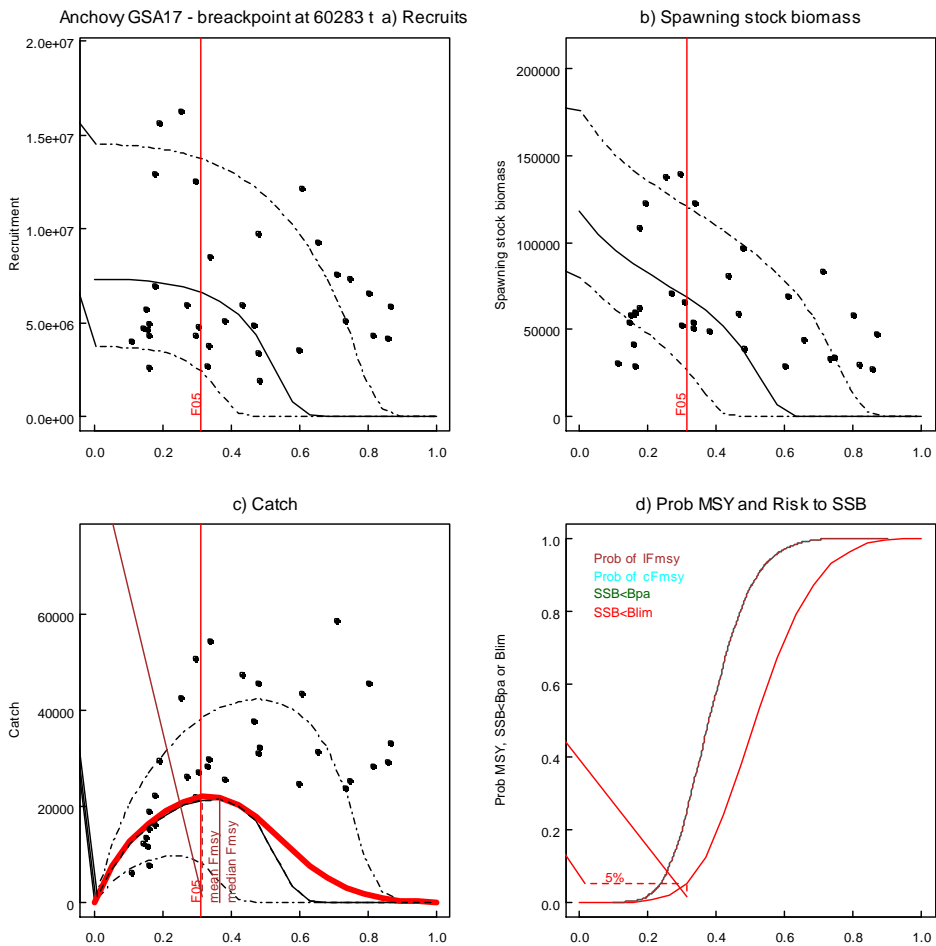 Anchovy GSA17 - breackpoint at 60283 t a) Recruits
2.0e+07
1.5e+07
1.0e+07
5.0e+06
0.0e+00
Recruitment
F05
0.0 0.2 0.4 0.6 0.8 1.0
b) Spawning stock biomass
200000
150000
100000
50000
0
Spawning stock biomass
F05
0.0 0.2 0.4 0.6 0.8 1.0
c) Catch
60000
40000
20000
0
Catch
F05
mean Fmsy
median Fmsy
0.0 0.2 0.4 0.6 0.8 1.0
d) Prob MSY and Risk to SSB
1.0
0.8
0.6
0.4
0.2
0.0
Prob MSY, SSB<Bpa or Blim
Prob of lFmsy
Prob of cFmsy
SSB<Bpa
SSB<Blim
5%
0.0 0.2 0.4 0.6 0.8 1.0